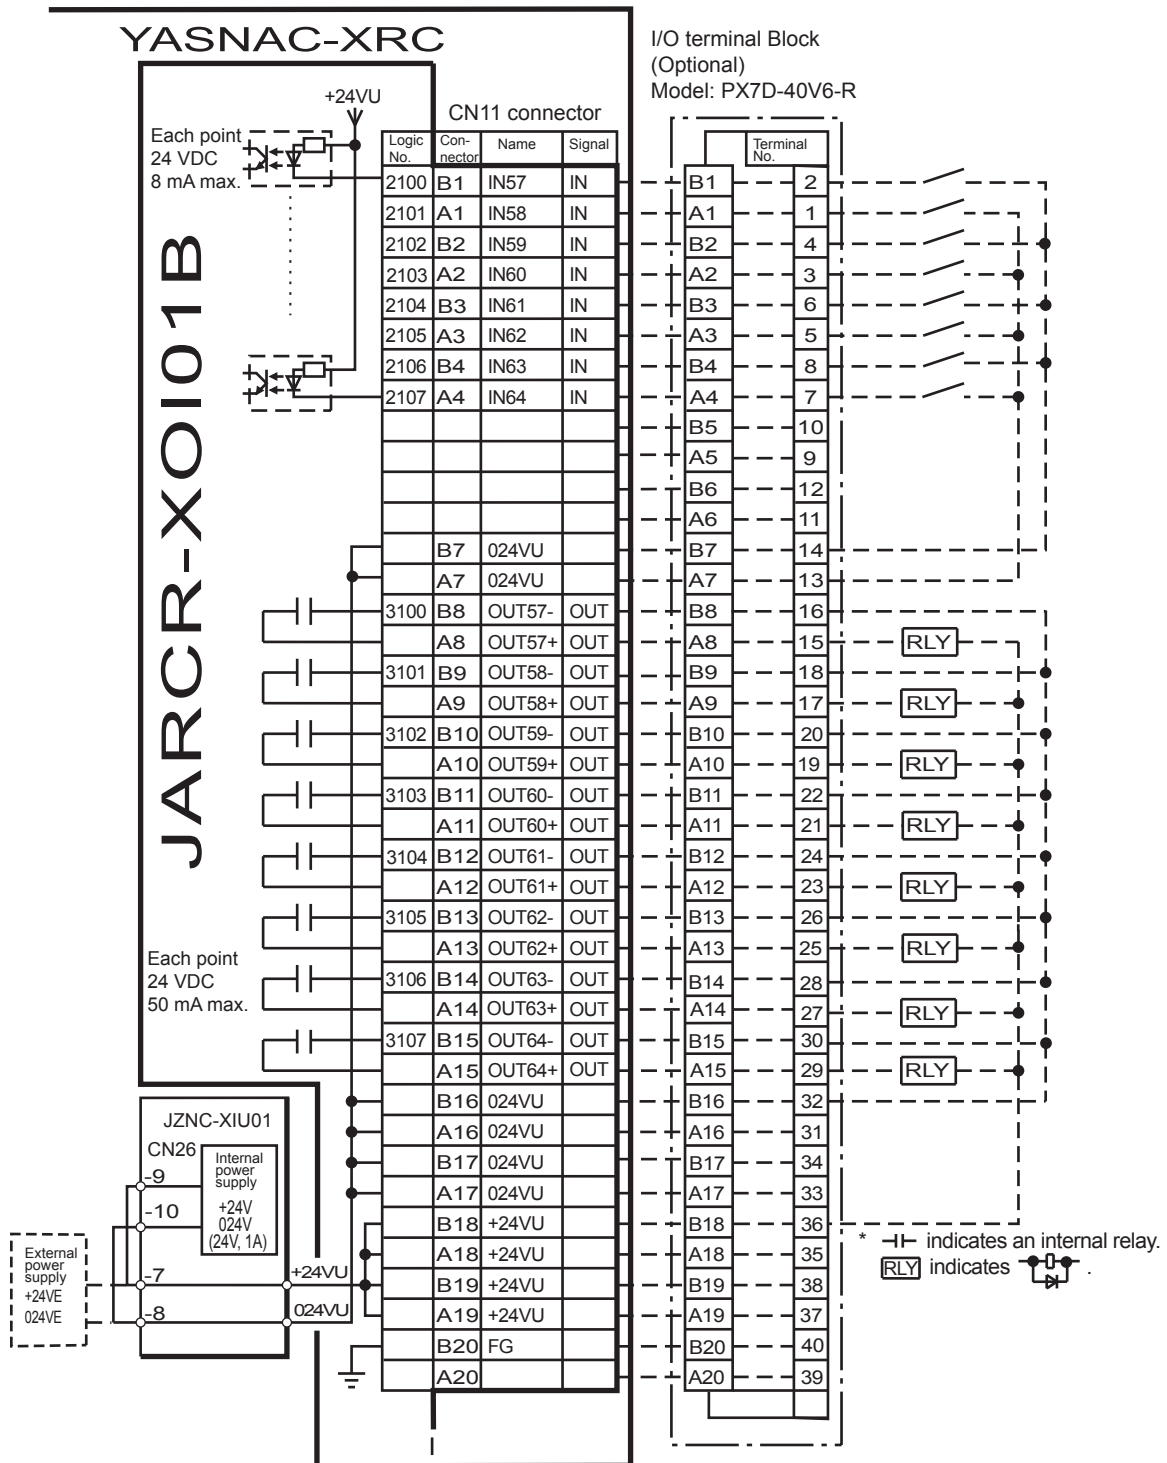 YASNAC-XRC
I/O terminal Block
(Optional)
Model: PX7D-40V6-R
JARCR-XOI01B
+24VU
Each point
24 VDC
8 mA max.
CN11 connector
Logic No. Con-nector Name Signal Terminal No.
2100 B1 IN57 IN B1 2
2101 A1 IN58 IN A1 1
2102 B2 IN59 IN B2 4
2103 A2 IN60 IN A2 3
2104 B3 IN61 IN B3 6
2105 A3 IN62 IN A3 5
2106 B4 IN63 IN B4 8
2107 A4 IN64 IN A4 7
B5 10
A5 9
B6 12
A6 11
B7 024VU B7 14
A7 024VU A7 13
3100 B8 OUT57- OUT B8 16
A8 OUT57+ OUT A8 15 RLY
3101 B9 OUT58- OUT B9 18
A9 OUT58+ OUT A9 17 RLY
3102 B10 OUT59- OUT B10 20
A10 OUT59+ OUT A10 19 RLY
3103 B11 OUT60- OUT B11 22
A11 OUT60+ OUT A11 21 RLY
3104 B12 OUT61- OUT B12 24
A12 OUT61+ OUT A12 23 RLY
3105 B13 OUT62- OUT B13 26
A13 OUT62+ OUT A13 25 RLY
3106 B14 OUT63- OUT B14 28
A14 OUT63+ OUT A14 27 RLY
3107 B15 OUT64- OUT B15 30
A15 OUT64+ OUT A15 29 RLY
B16 024VU B16 32
A16 024VU A16 31
B17 024VU B17 34
A17 024VU A17 33
B18 +24VU B18 36
A18 +24VU A18 35
B19 +24VU B19 38
A19 +24VU A19 37
B20 FG B20 40
A20 A20 39
Each point
24 VDC
50 mA max.
JZNC-XIU01
CN26
Internal
power
supply
+24V
024V
(24V, 1A)
-9
-10
-7
-8
+24VU
024VU
External
power
supply
+24VE
024VE
* indicates an internal relay.
RLY indicates .